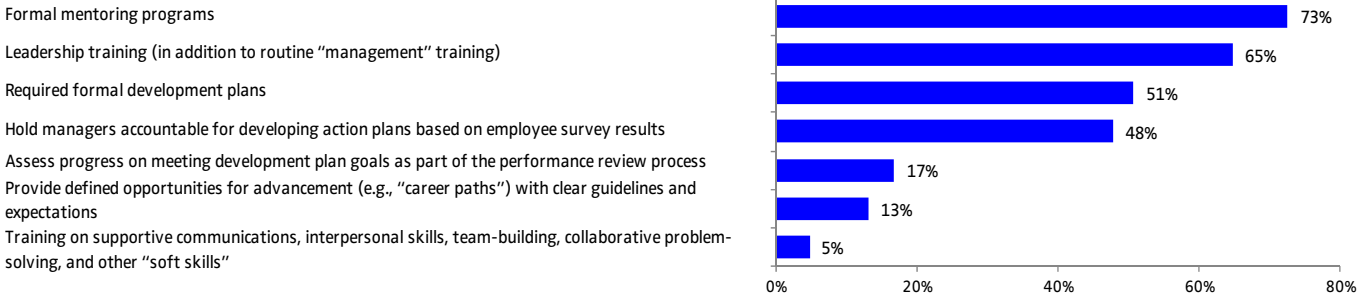 Formal mentoring programs
73%
Leadership training (in addition to routine “management” training)
65%
Required formal development plans
51%
Hold managers accountable for developing action plans based on employee survey results
48%
Assess progress on meeting development plan goals as part of the performance review process
17%
Provide defined opportunities for advancement (e.g., “career paths”) with clear guidelines and
expectations
13%
Training on supportive communications, interpersonal skills, team-building, collaborative problem-
solving, and other “soft skills”
5%
0% 20% 40% 60% 80%